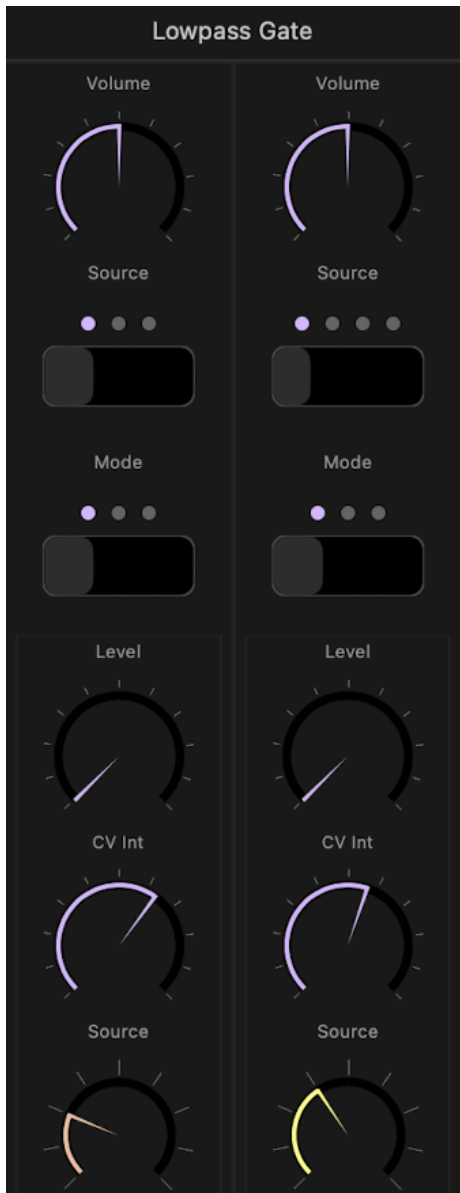 Lowpass Gate
Volume
Volume
Source
Source
Mode
Mode
Level
Level
CV Int
CV Int
Source
Source